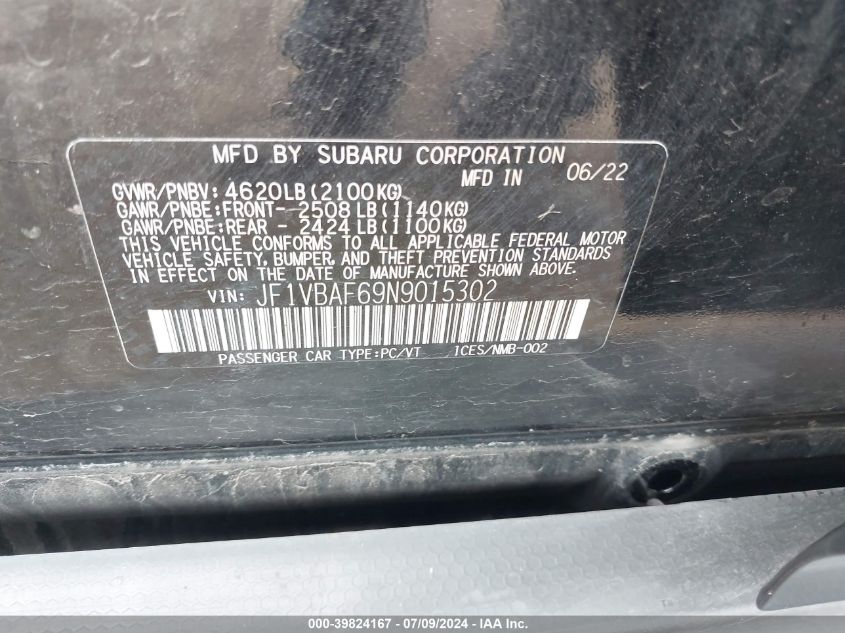 MFD BY SUBARU CORPORATION
MFD IN 06/22
GVWR/PNBV: 4620LB(2100KG)
GAWR/PNBE:FRONT- 2508 LB(1140KG)
GAWR/PNBE:REAR - 2424 LB(1100KG)
THIS VEHICLE CONFORMS TO ALL APPLICABLE FEDERAL MOTOR
VEHICLE SAFETY, BUMPER, AND THEFT PREVENTION STANDARDS
IN EFFECT ON THE DATE OF MANUFACTURE SHOWN ABOVE.
VIN: JF1VBAF69N9015302
PASSENGER CAR TYPE:PC/VT 1CES/NMB-002
000-39824167 - 07/09/2024 - IAA Inc.